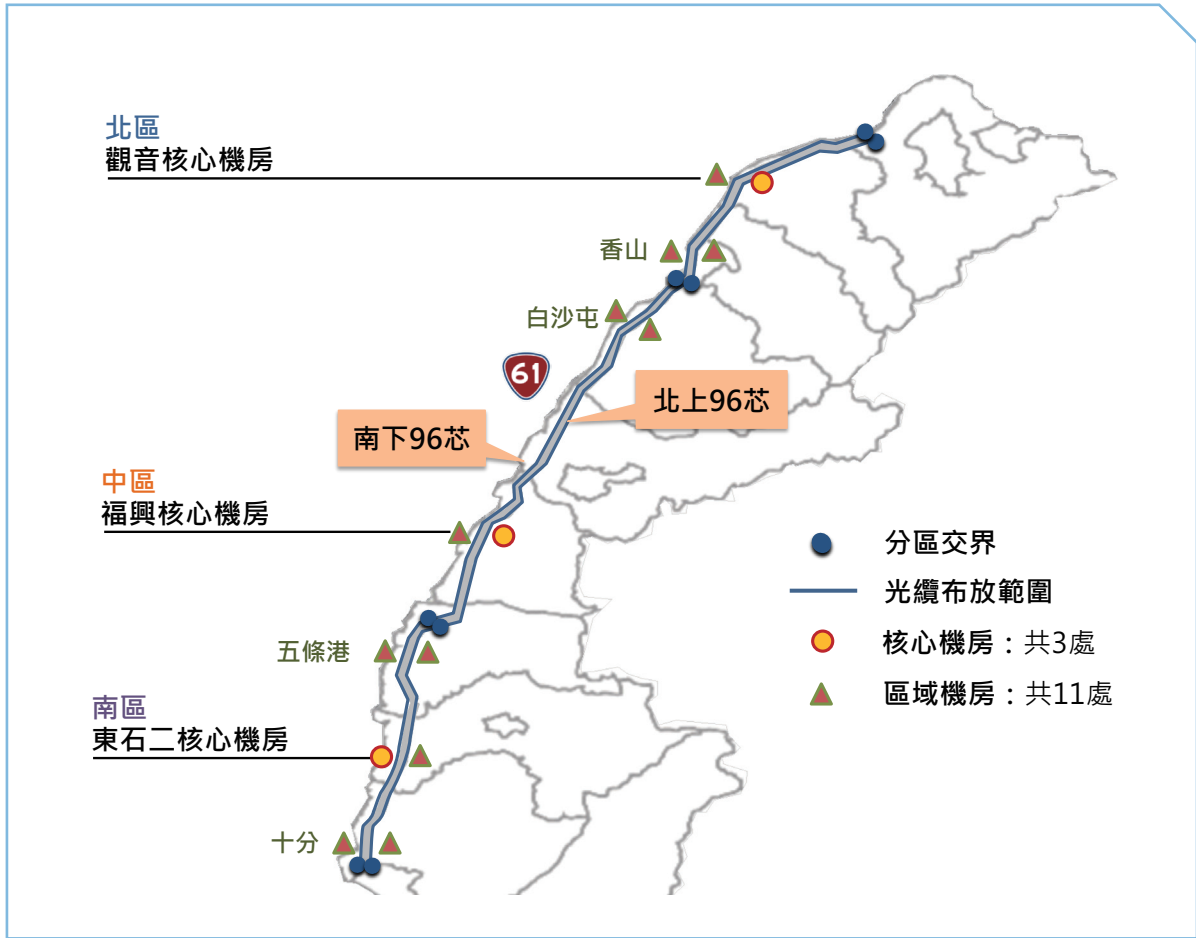 北區
觀音核心機房
香山
白沙屯
61
北上96芯
南下96芯
中區
福興核心機房
分區交界
光纜布放範圍
五條港
核心機房：共3處
區域機房：共11處
南區
東石二核心機房
十分